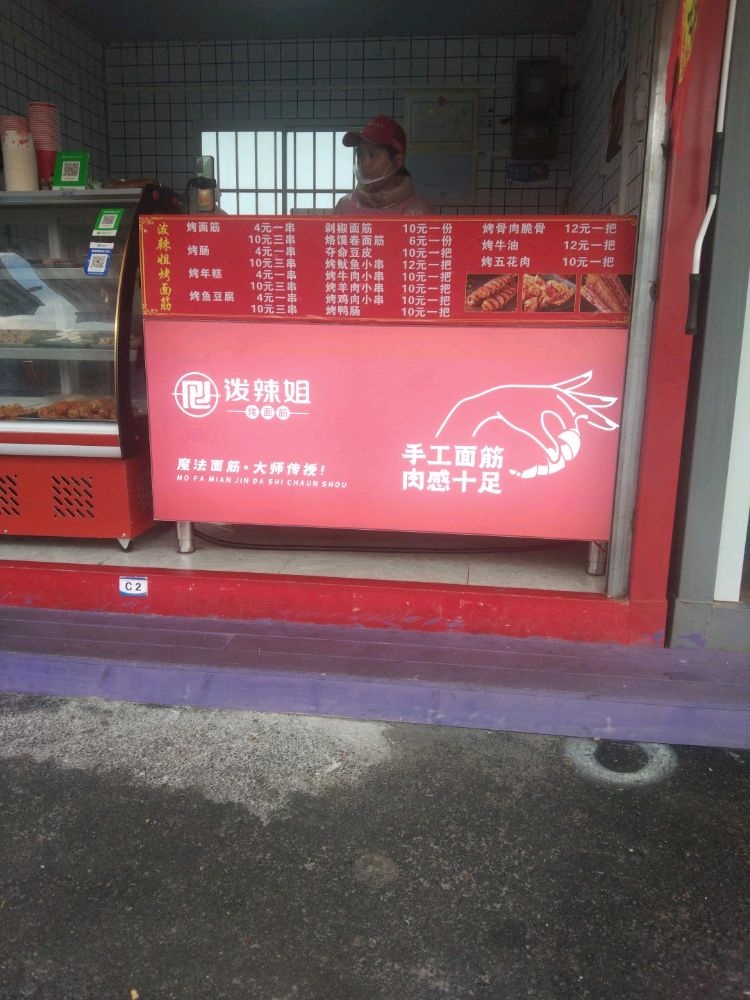 泼辣姐烤面筋
烤面筋 4元一串
10元三串
烤肠 4元一串
10元三串
烤年糕 4元一串
10元三串
烤鱼豆腐 4元一串
10元三串
剁椒面筋 10元一份
烙馍卷面筋 6元一份
夺命豆皮 10元一把
烤鱿鱼小串 12元一把
烤牛肉小串 10元一把
烤羊肉小串 10元一把
烤鸡肉小串 10元一把
烤鸭肠 10元一把
烤骨肉脆骨 12元一把
烤牛油 12元一把
烤五花肉 10元一把
泼辣姐
烤面筋
魔法面筋·大师传授!
MO FA MIAN JIN DA SHI CHAUN SHOU
手工面筋
肉感十足
C2